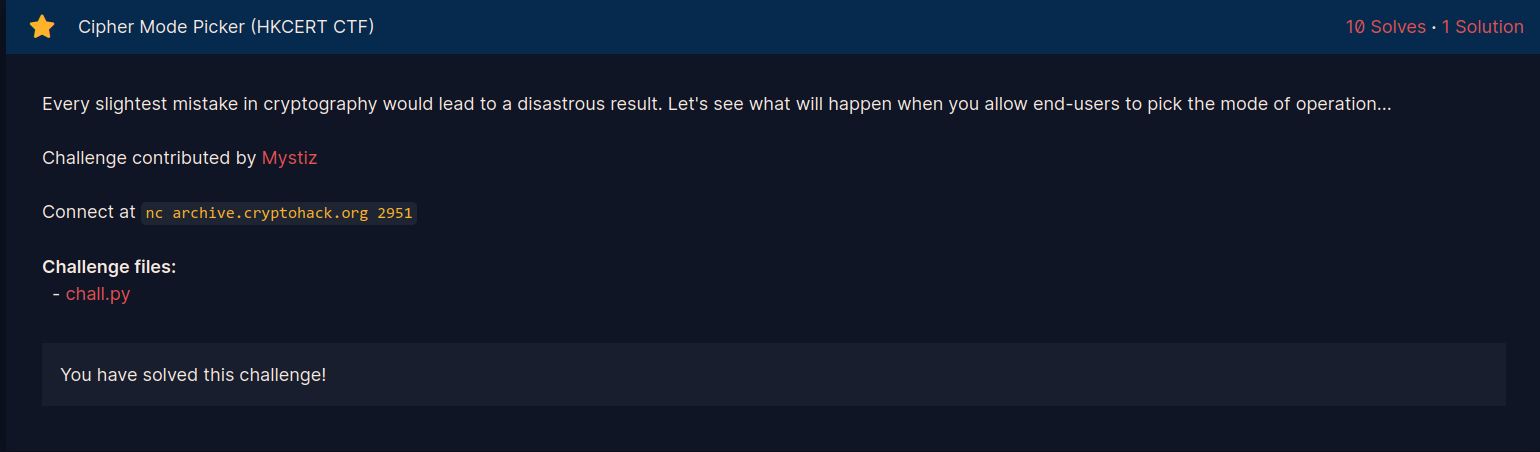 Cipher Mode Picker (HKCERT CTF)
10 Solves · 1 Solution
Every slightest mistake in cryptography would lead to a disastrous result. Let's see what will happen when you allow end-users to pick the mode of operation...
Challenge contributed by Mystiz
Connect at nc archive.cryptohack.org 2951
Challenge files:
- chall.py
You have solved this challenge!